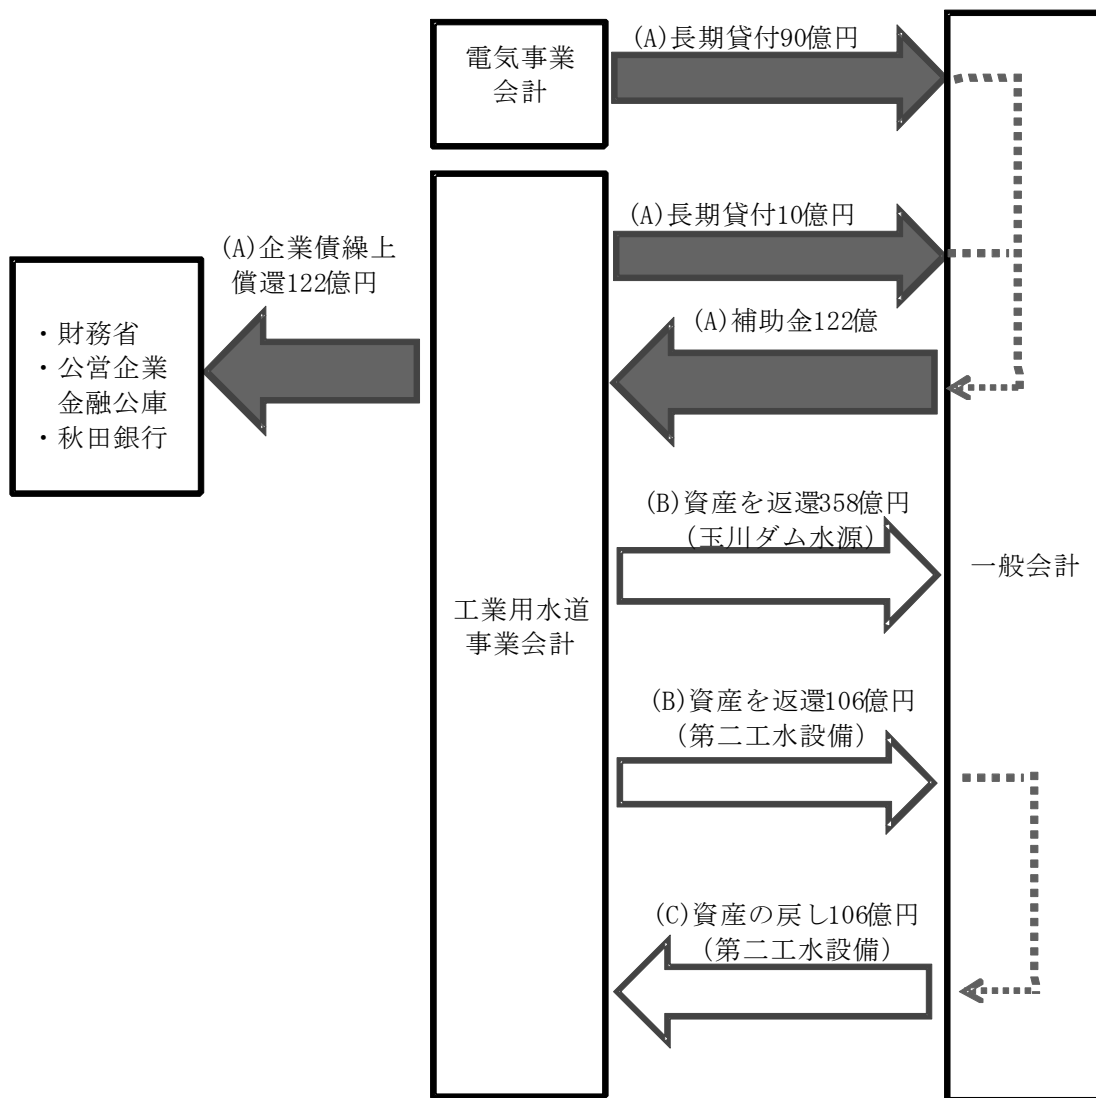 (A)長期貸付90億円
電気事業
会計
(A)長期貸付10億円
(A)企業債繰上
償還122億円
(A)補助金122億
・財務省
・公営企業
金融公庫
・秋田銀行
(B)資産を返還358億円
(玉川ダム水源)
一般会計
工業用水道
事業会計
(B)資産を返還106億円
(第二工水設備)
(C)資産の戻し106億円
(第二工水設備)